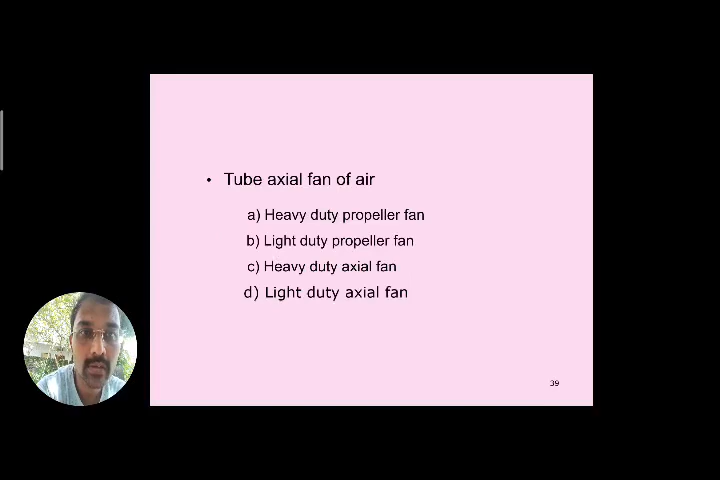 • Tube axial fan of air
a) Heavy duty propeller fan
b) Light duty propeller fan
c) Heavy duty axial fan
d) Light duty axial fan
39